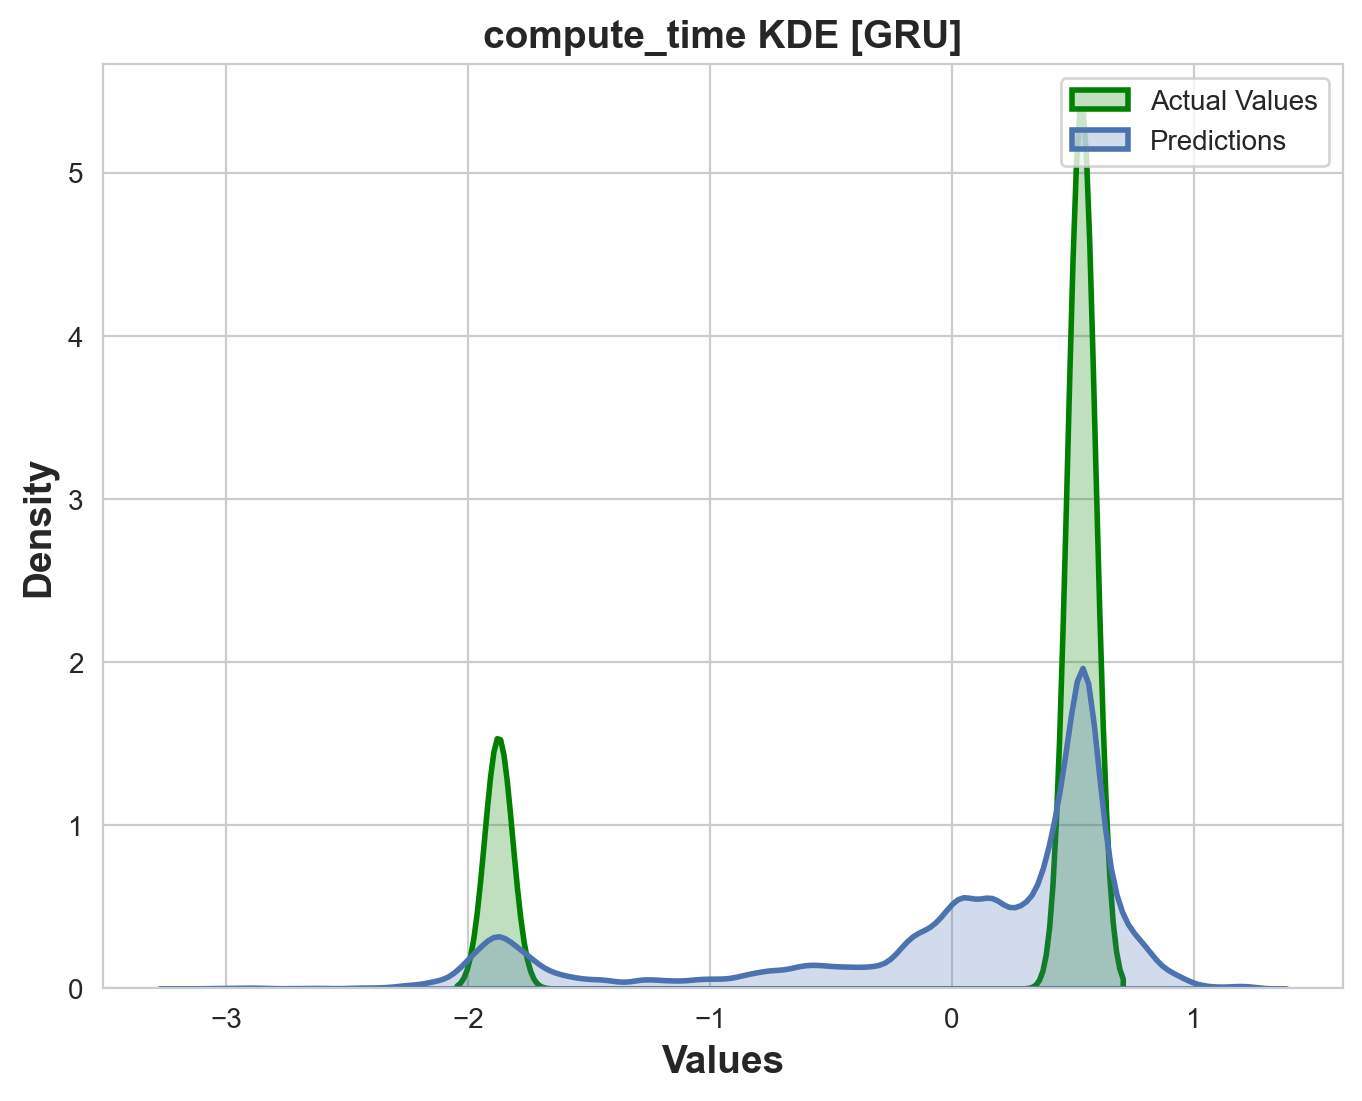 compute_time KDE [GRU]
Actual Values
Predictions
5
4
3
2
1
0
Density
−3
−2
−1
0
1
Values